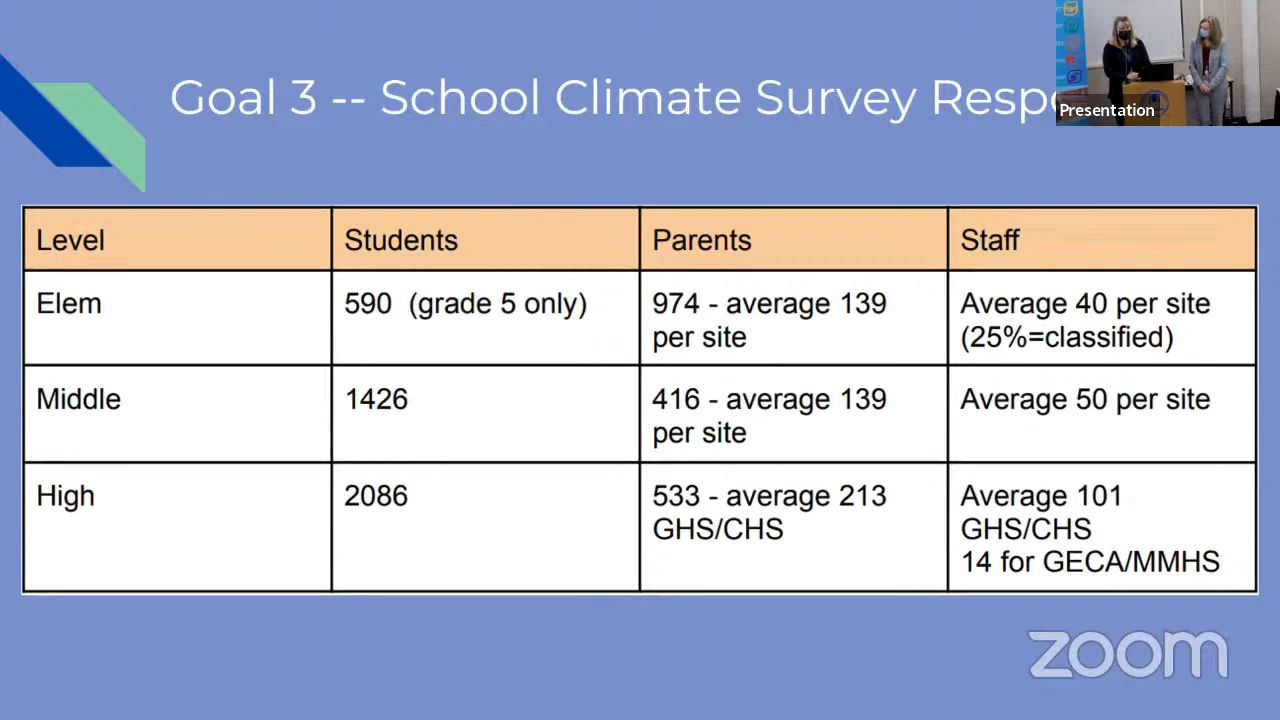 Goal 3 -- School Climate Survey
Presentation
Level
Students
Parents
Staff
Elem
590 (grade 5 only)
974 - average 139
per site
Average 40 per site
(25%=classified)
Middle
1426
416 - average 139
per site
Average 50 per site
High
2086
533 - average 213
GHS/CHS
Average 101
GHS/CHS
14 for GECA/MMHS
zoom